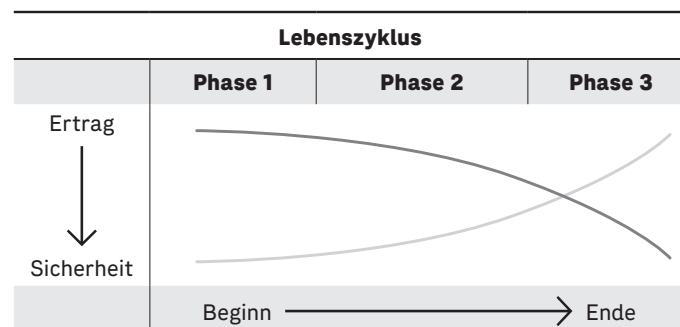 Lebenszyklus
Phase 1 Phase 2 Phase 3
Ertrag
Sicherheit
Beginn Ende